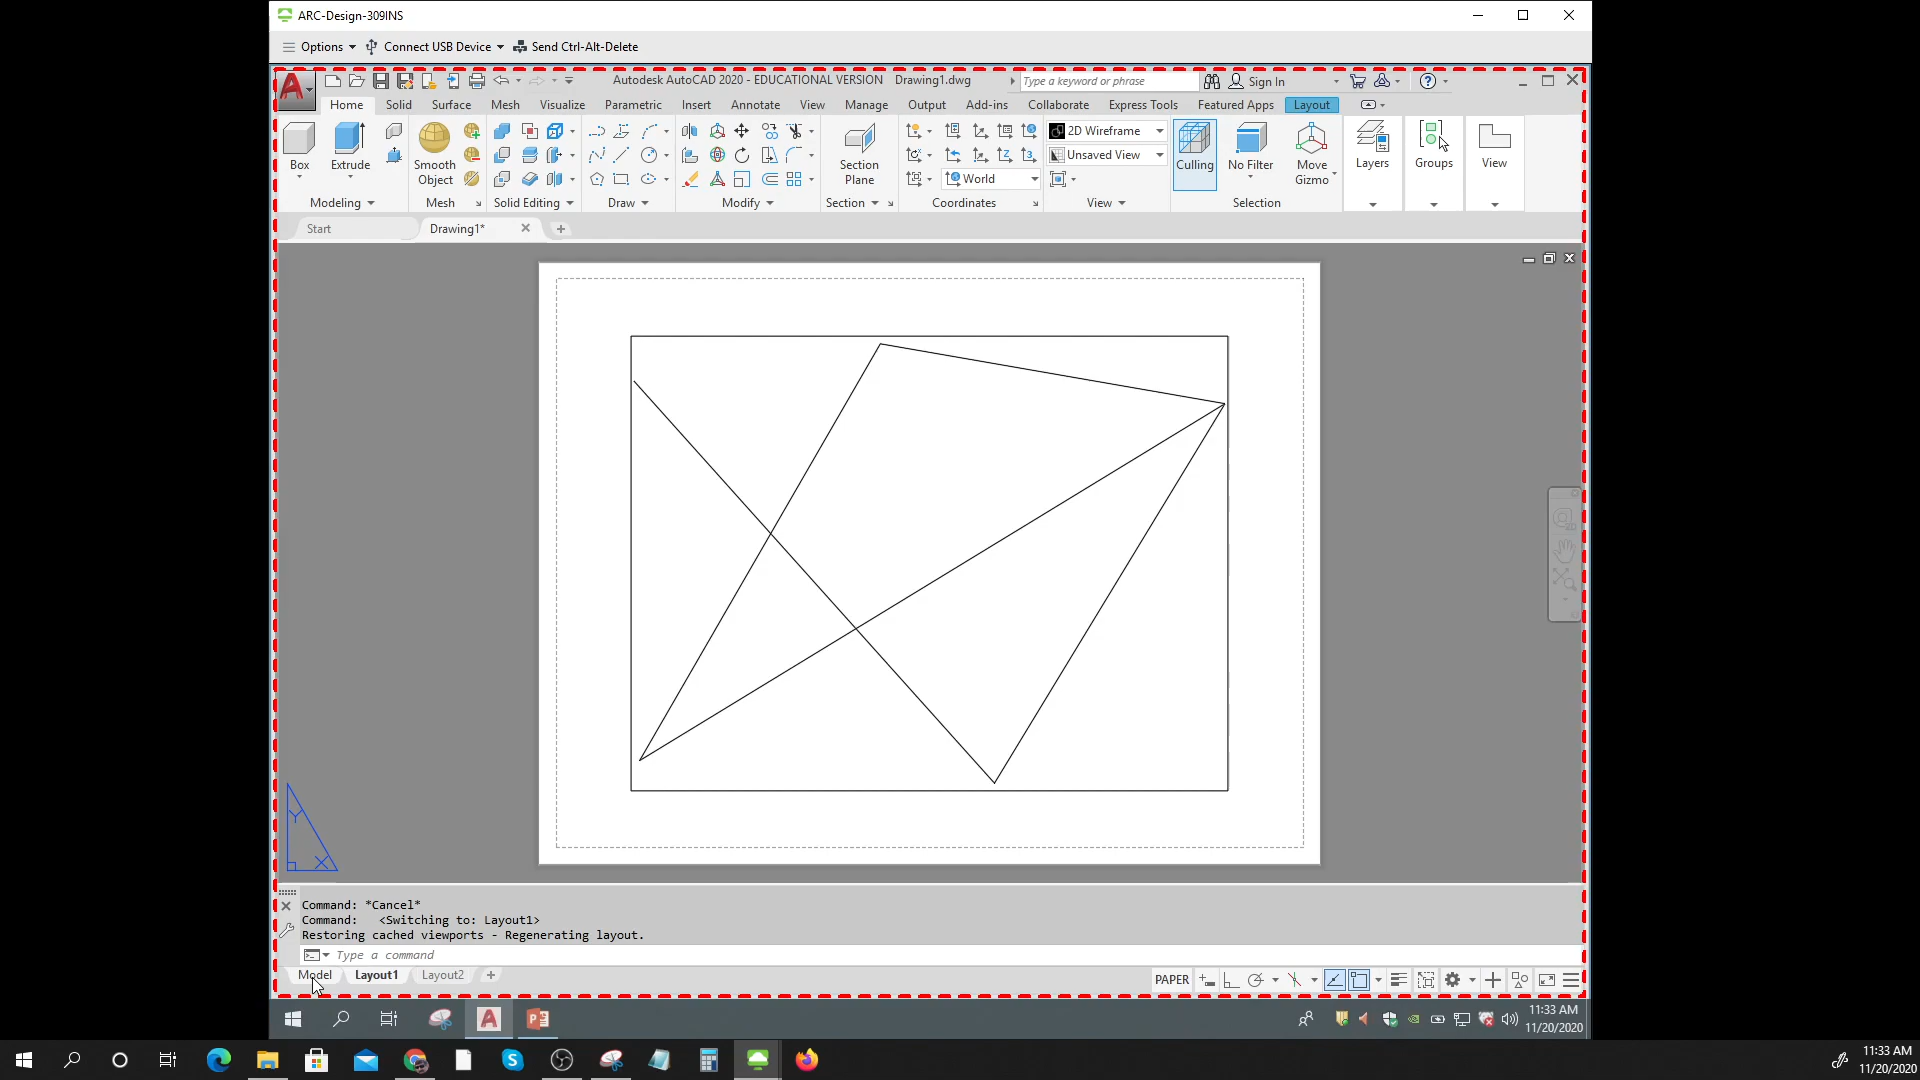 ARC-Design-309INS
Options Connect USB Device Send Ctrl-Alt-Delete
Autodesk AutoCAD 2020 - EDUCATIONAL VERSION Drawing1.dwg Type a keyword or phrase Sign In
Home Solid Surface Mesh Visualize Parametric Insert Annotate View Manage Output Add-ins Collaborate Express Tools Featured Apps Layout
2D Wireframe
Unsaved View
World
Box Extrude Smooth Object Section Plane Culling No Filter Move Gizmo Layers Groups View
Modeling Mesh Solid Editing Draw Modify Section Coordinates View Selection
Start Drawing1*
Y
X
Command: *Cancel*
Command: <Switching to: Layout1>
Restoring cached viewports - Regenerating layout.
Type a command
Model Layout1 Layout2 PAPER
11:33 AM
11/20/2020
11:33 AM
11/20/2020